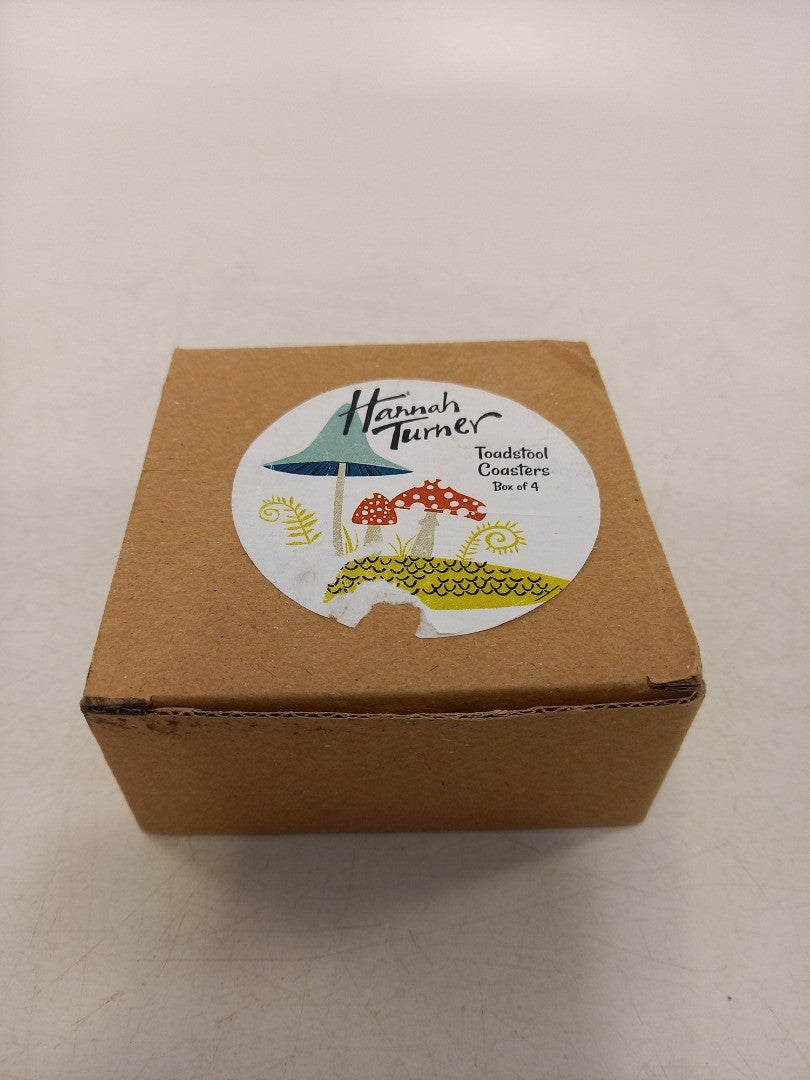 Hannah
Turner
Toadstool
Coasters
Box of 4